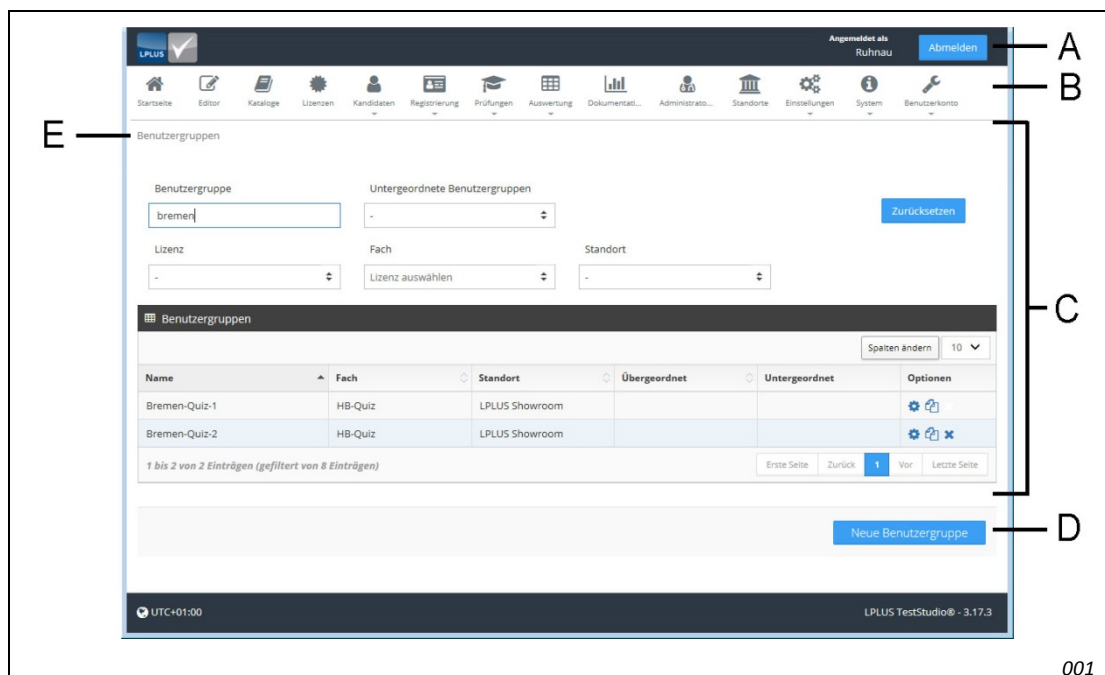 LPLUS
Angemeldet als
Ruhnau
Abmelden
A
Startseite Editor Kataloge Lizenzen Kandidaten Registrierung Prüfungen Auswertung Dokumentati... Administrato... Standorte Einstellungen System Benutzerkonto
B
E
Benutzergruppen
Benutzergruppe Untergeordnete Benutzergruppen
bremen - Zurücksetzen
Lizenz Fach Standort
- Lizenz auswählen -
C
Benutzergruppen
Spalten ändern 10
Name Fach Standort Übergeordnet Untergeordnet Optionen
Bremen-Quiz-1 HB-Quiz LPLUS Showroom
Bremen-Quiz-2 HB-Quiz LPLUS Showroom
1 bis 2 von 2 Einträgen (gefiltert von 8 Einträgen) Erste Seite Zurück 1 Vor Letzte Seite
Neue Benutzergruppe
D
UTC+01:00 LPLUS TestStudio® - 3.17.3
001